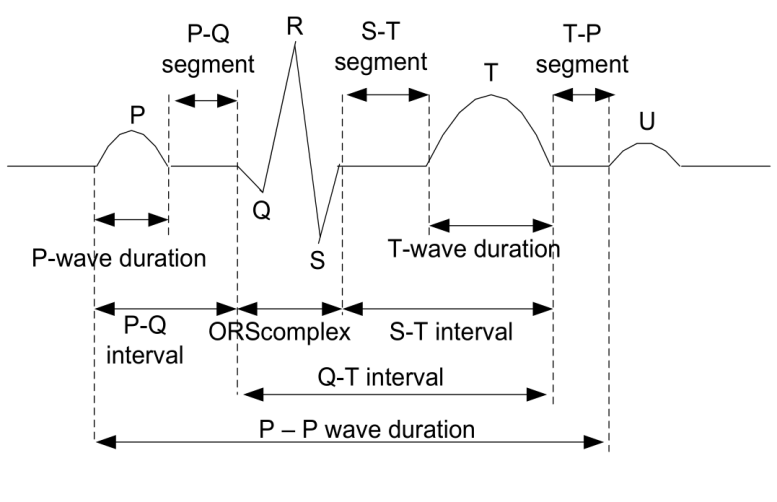 R
P-Q
segment
S-T
segment
T-P
segment
T
P
U
Q
S
P-wave duration
T-wave duration
P-Q
interval
ORScomplex
S-T interval
Q-T interval
P – P wave duration